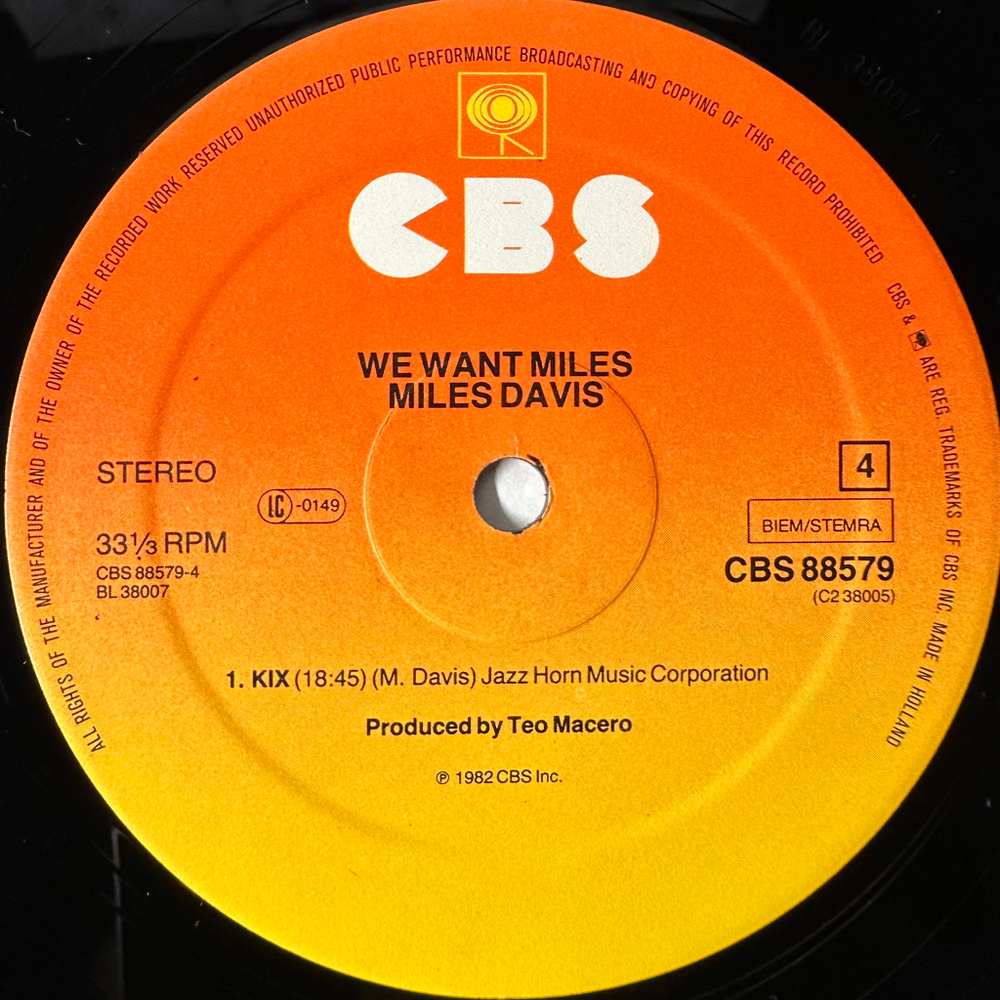 ALL RIGHTS OF THE MANUFACTURER AND OF THE OWNER OF THE RECORDED WORK RESERVED UNAUTHORIZED PUBLIC PERFORMANCE BROADCASTING AND COPYING OF THIS RECORD PROHIBITED
CBS & ARE REG. TRADEMARKS OF CBS INC. MADE IN HOLLAND
CBS
WE WANT MILES
MILES DAVIS
STEREO
LC-0149
33⅓ RPM
CBS 88579-4
BL 38007
4
BIEM/STEMRA
CBS 88579
(C2 38005)
1. KIX (18:45) (M. Davis) Jazz Horn Music Corporation
Produced by Teo Macero
℗ 1982 CBS Inc.